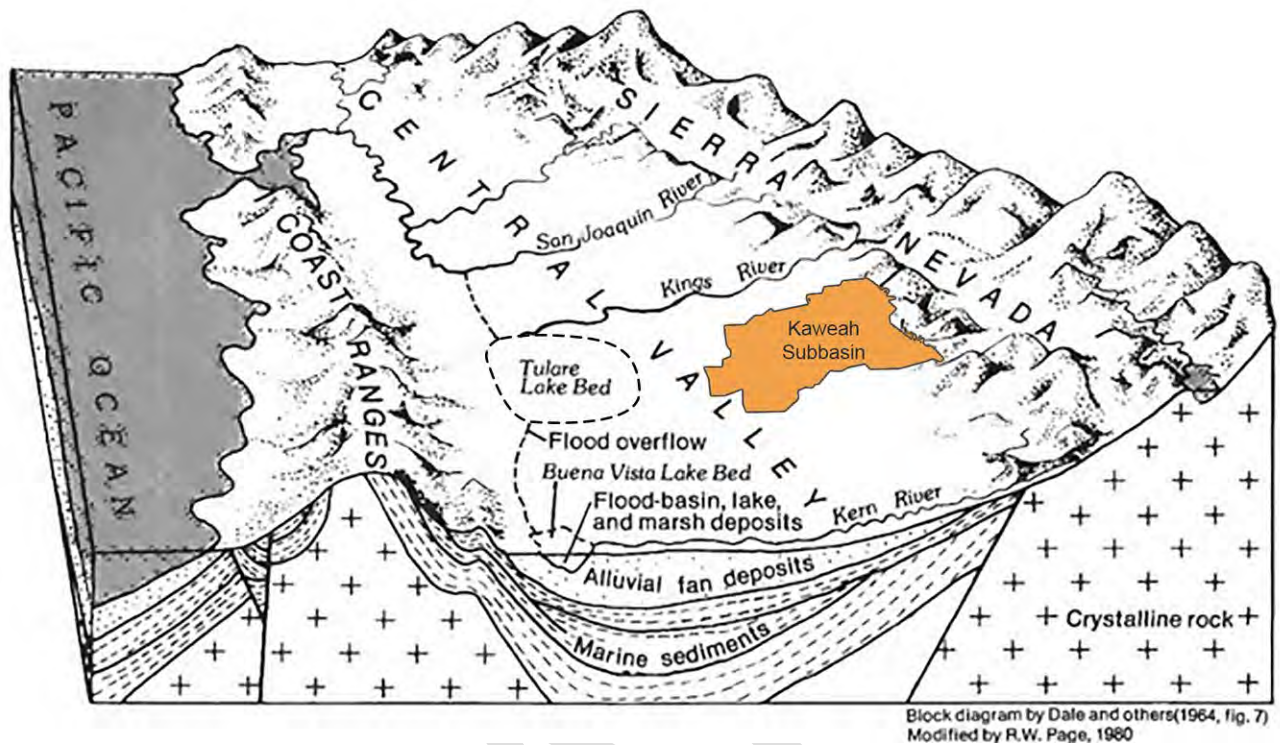 PACIFIC OCEAN
CENTRAL VALLEY
SIERRA NEVADA
COAST RANGES
San Joaquin River
Kings River
Kaweah
Subbasin
Tulare
Lake Bed
Flood overflow
Buena Vista Lake Bed
Flood-basin, lake,
and marsh deposits
Kern River
Alluvial fan deposits
Marine sediments
Crystalline rock
Block diagram by Dale and others(1964, fig. 7)
Modified by R.W. Page, 1980